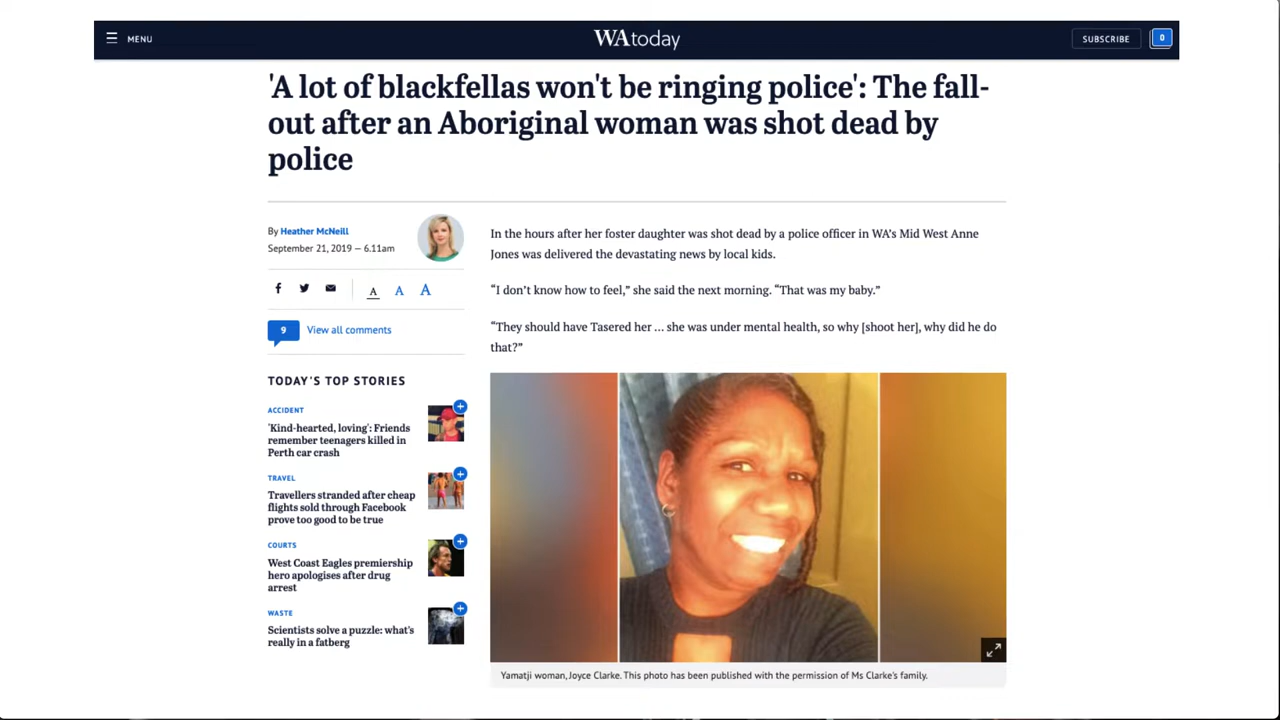 MENU
WAtoday
SUBSCRIBE
0
'A lot of blackfellas won't be ringing police': The fall-
out after an Aboriginal woman was shot dead by
police
By Heather McNeill
September 21, 2019 — 6.11am
A A A
9
View all comments
TODAY'S TOP STORIES
ACCIDENT
'Kind-hearted, loving': Friends
remember teenagers killed in
Perth car crash
TRAVEL
Travellers stranded after cheap
flights sold through Facebook
prove too good to be true
COURTS
West Coast Eagles premiership
hero apologises after drug
arrest
WASTE
Scientists solve a puzzle: what's
really in a fatberg
In the hours after her foster daughter was shot dead by a police officer in WA's Mid West Anne
Jones was delivered the devastating news by local kids.
“I don’t know how to feel,” she said the next morning. “That was my baby.”
“They should have Tasered her ... she was under mental health, so why [shoot her], why did he do
that?”
Yamatji woman, Joyce Clarke. This photo has been published with the permission of Ms Clarke's family.